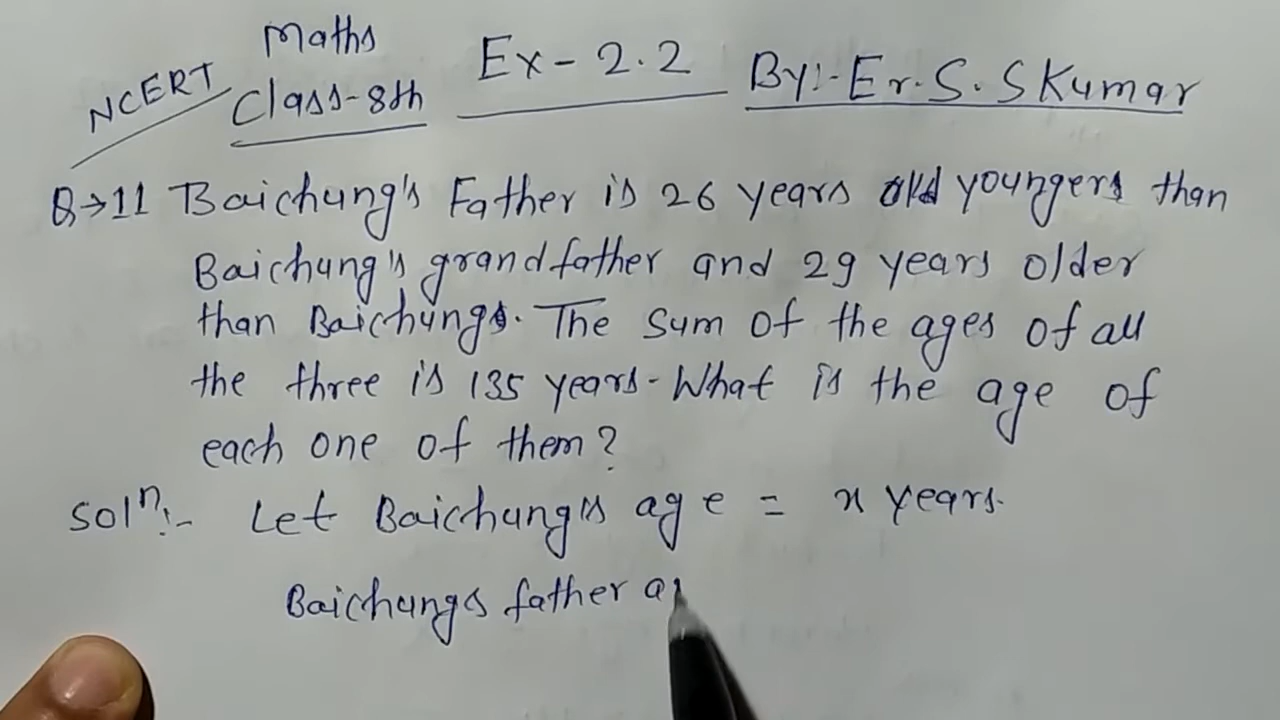 NCERT
Maths
Class-8th
Ex-2.2
By:-Er.S.SKumar
Q→11 Baichung's Father is 26 years youngers than
Baichung's grandfather and 29 years older
than Baichungs. The sum of the ages of all
the three is 135 years. What is the age of
each one of them?
Solⁿ:- Let Baichung's age = x years.
Baichungs father a